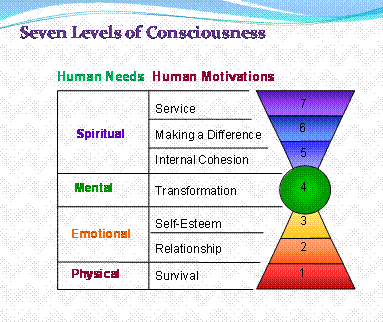 Seven Levels of Consciousness
Human Needs Human Motivations
Service 7
Spiritual Making a Difference 6
Internal Cohesion 5
Mental Transformation 4
Self-Esteem 3
Emotional
Relationship 2
Physical Survival 1